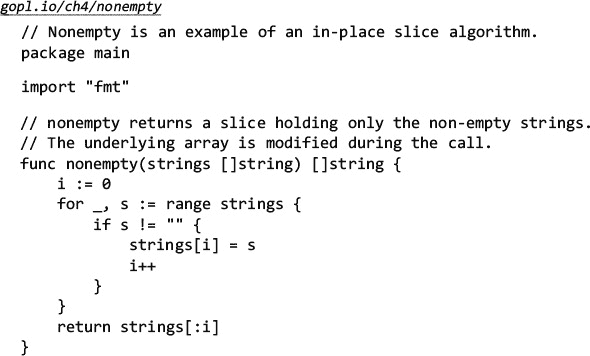 gopl.io/ch4/nonempty
// Nonempty is an example of an in-place slice algorithm.
package main
import "fmt"
// nonempty returns a slice holding only the non-empty strings.
// The underlying array is modified during the call.
func nonempty(strings []string) []string {
    i := 0
    for _, s := range strings {
        if s != "" {
            strings[i] = s
            i++
        }
    }
    return strings[:i]
}